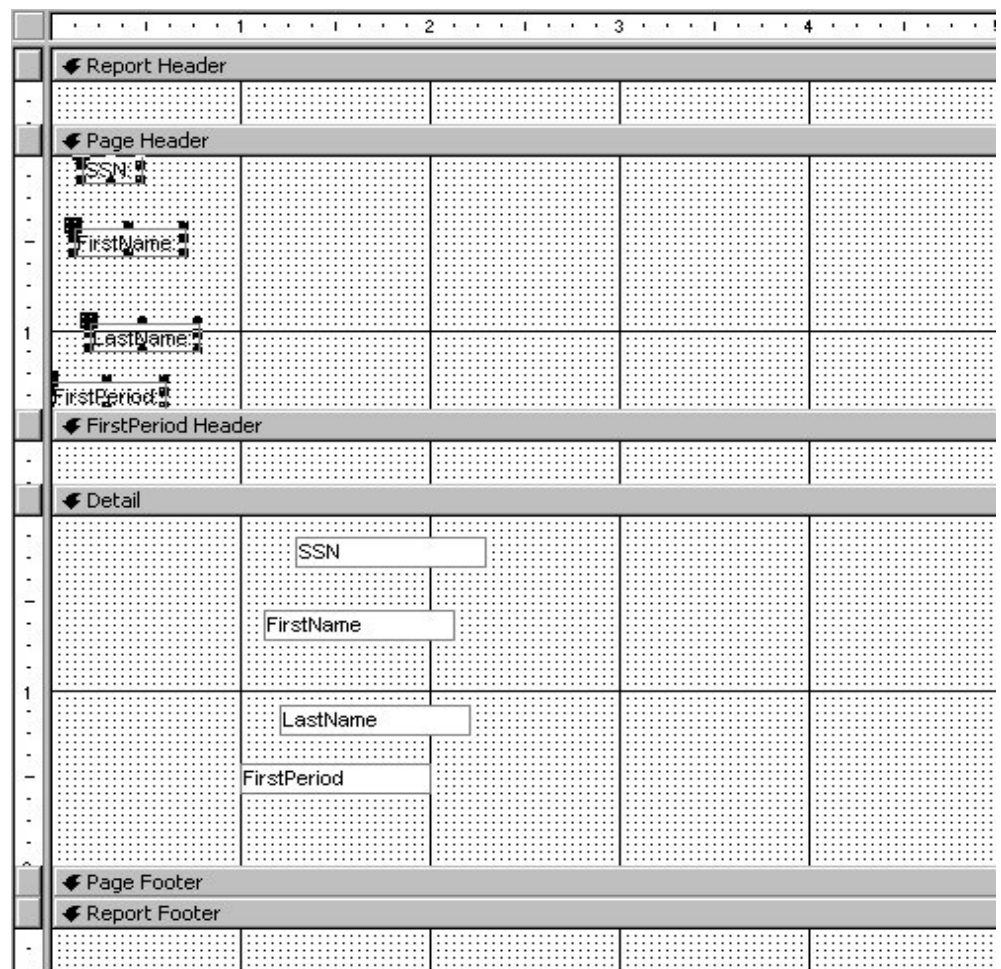 1 2 3 4 5
Report Header
Page Header
SSN:
FirstName:
1
LastName:
FirstPeriod:
FirstPeriod Header
Detail
SSN
FirstName
1
LastName
FirstPeriod
Page Footer
Report Footer